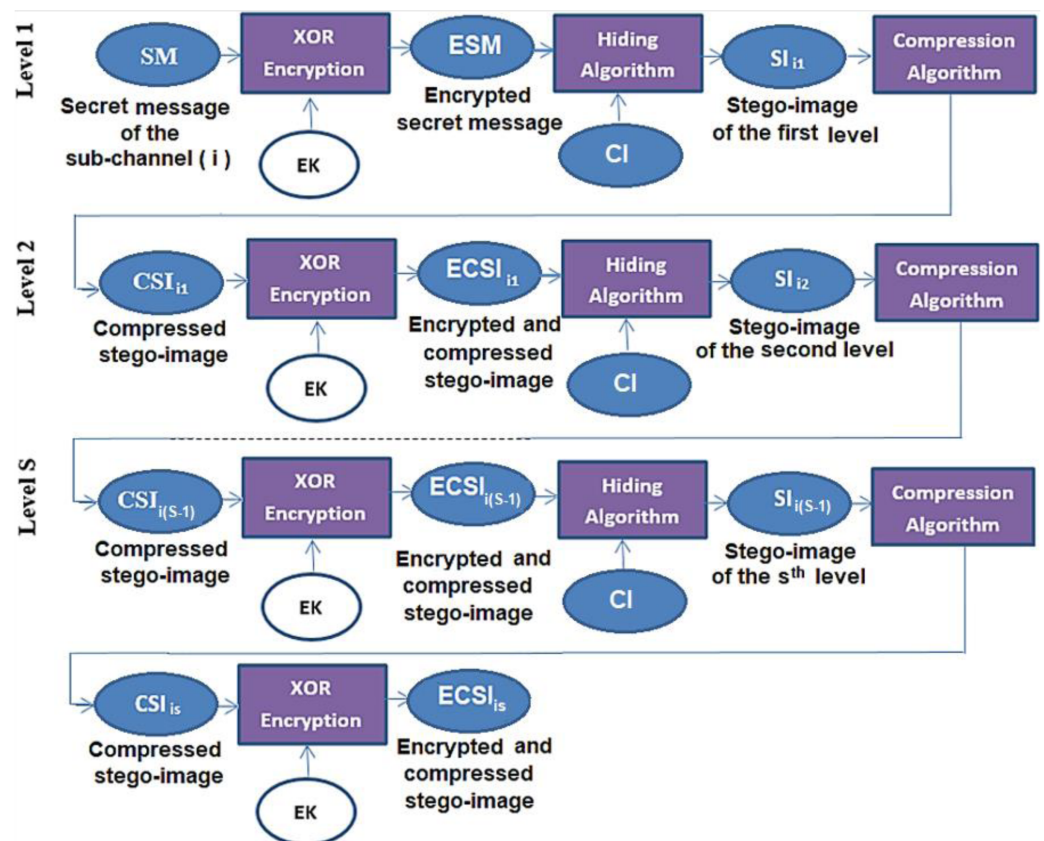 Level 1
SM
XOR
Encryption
ESM
Hiding
Algorithm
SI i1
Compression
Algorithm
Secret message
of the
sub-channel ( i )
EK
Encrypted
secret message
CI
Stego-image
of the first level
Level 2
CSI i1
XOR
Encryption
ECSI i1
Hiding
Algorithm
SI i2
Compression
Algorithm
Compressed
stego-image
EK
Encrypted and
compressed
stego-image
CI
Stego-image
of the second level
Level S
CSI i(S-1)
XOR
Encryption
ECSI i(S-1)
Hiding
Algorithm
SI i(S-1)
Compression
Algorithm
Compressed
stego-image
EK
Encrypted and
compressed
stego-image
CI
Stego-image
of the sth level
CSI is
XOR
Encryption
ECSI is
Compressed
stego-image
EK
Encrypted and
compressed
stego-image